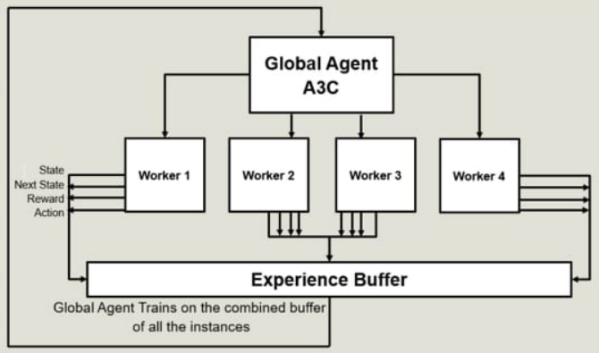 Global Agent
A3C
Worker 1
Worker 2
Worker 3
Worker 4
State
Next State
Reward
Action
Experience Buffer
Global Agent Trains on the combined buffer
of all the instances